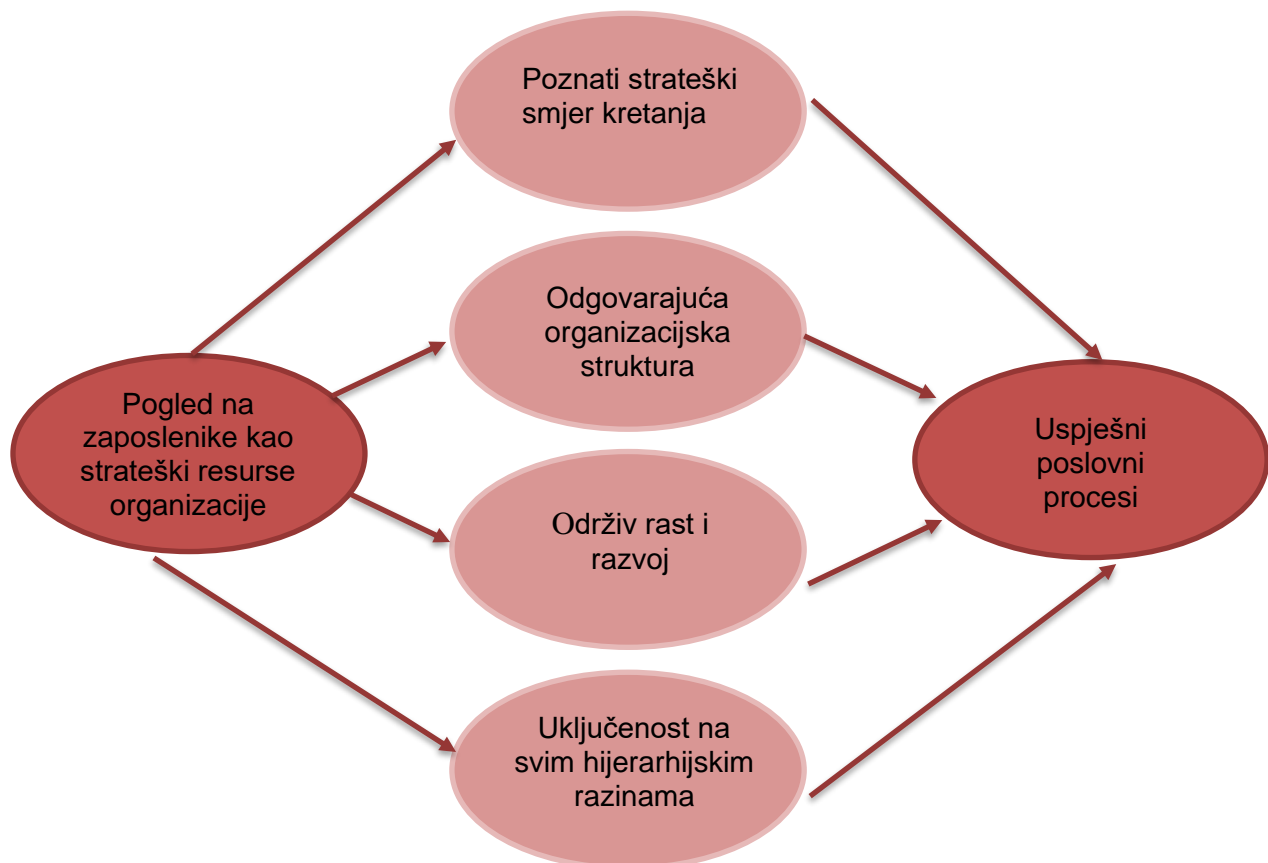 Poznati strateški
smjer kretanja
Odgovarajuća
organizacijska
struktura
Pogled na
zaposlenike kao
strateški resurse
organizacije
Uspješni
poslovni
procesi
Održiv rast i
razvoj
Uključenost na
svim hijerarhijskim
razinama